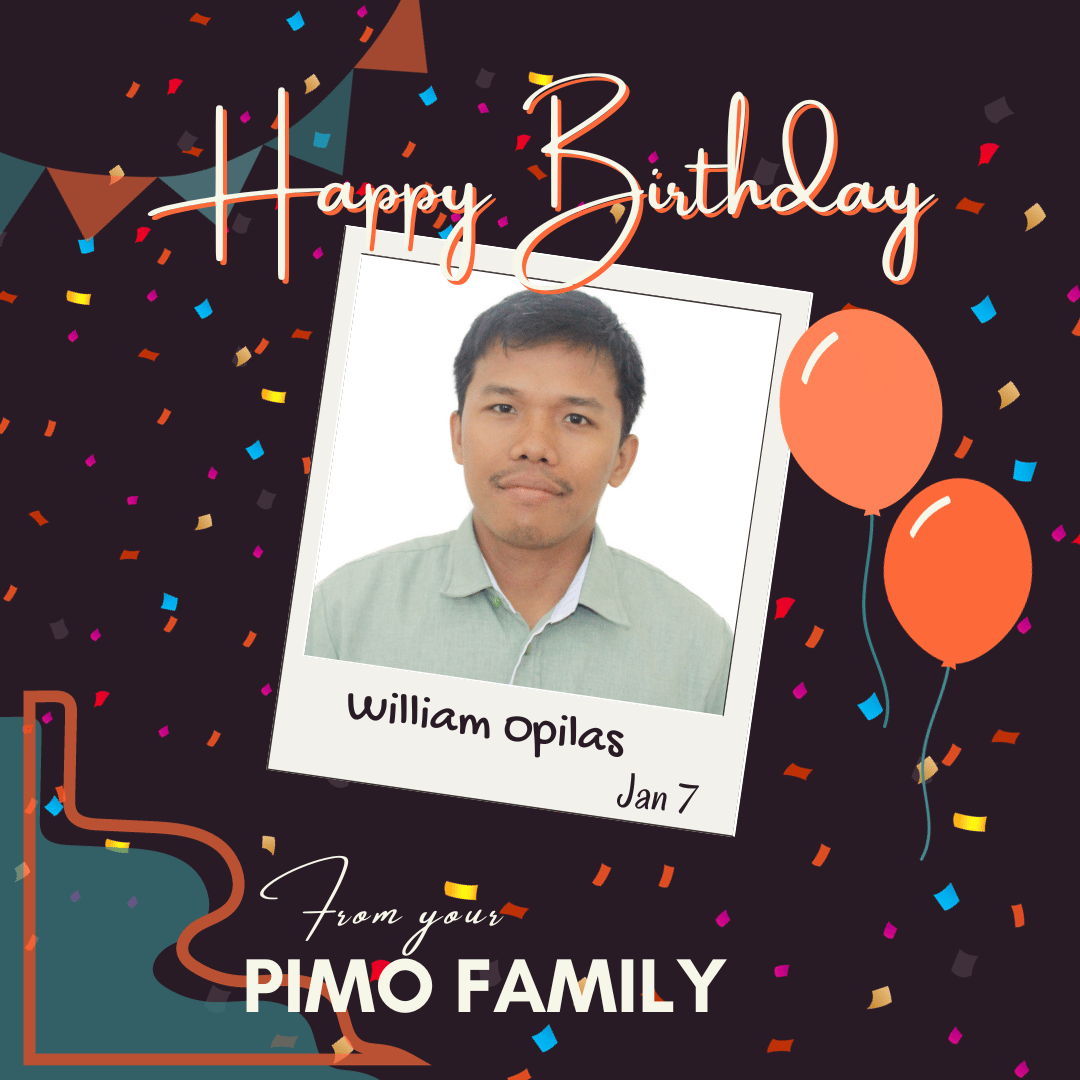 Happy Birthday
William Opilas
Jan 7
From your
PIMO FAMILY